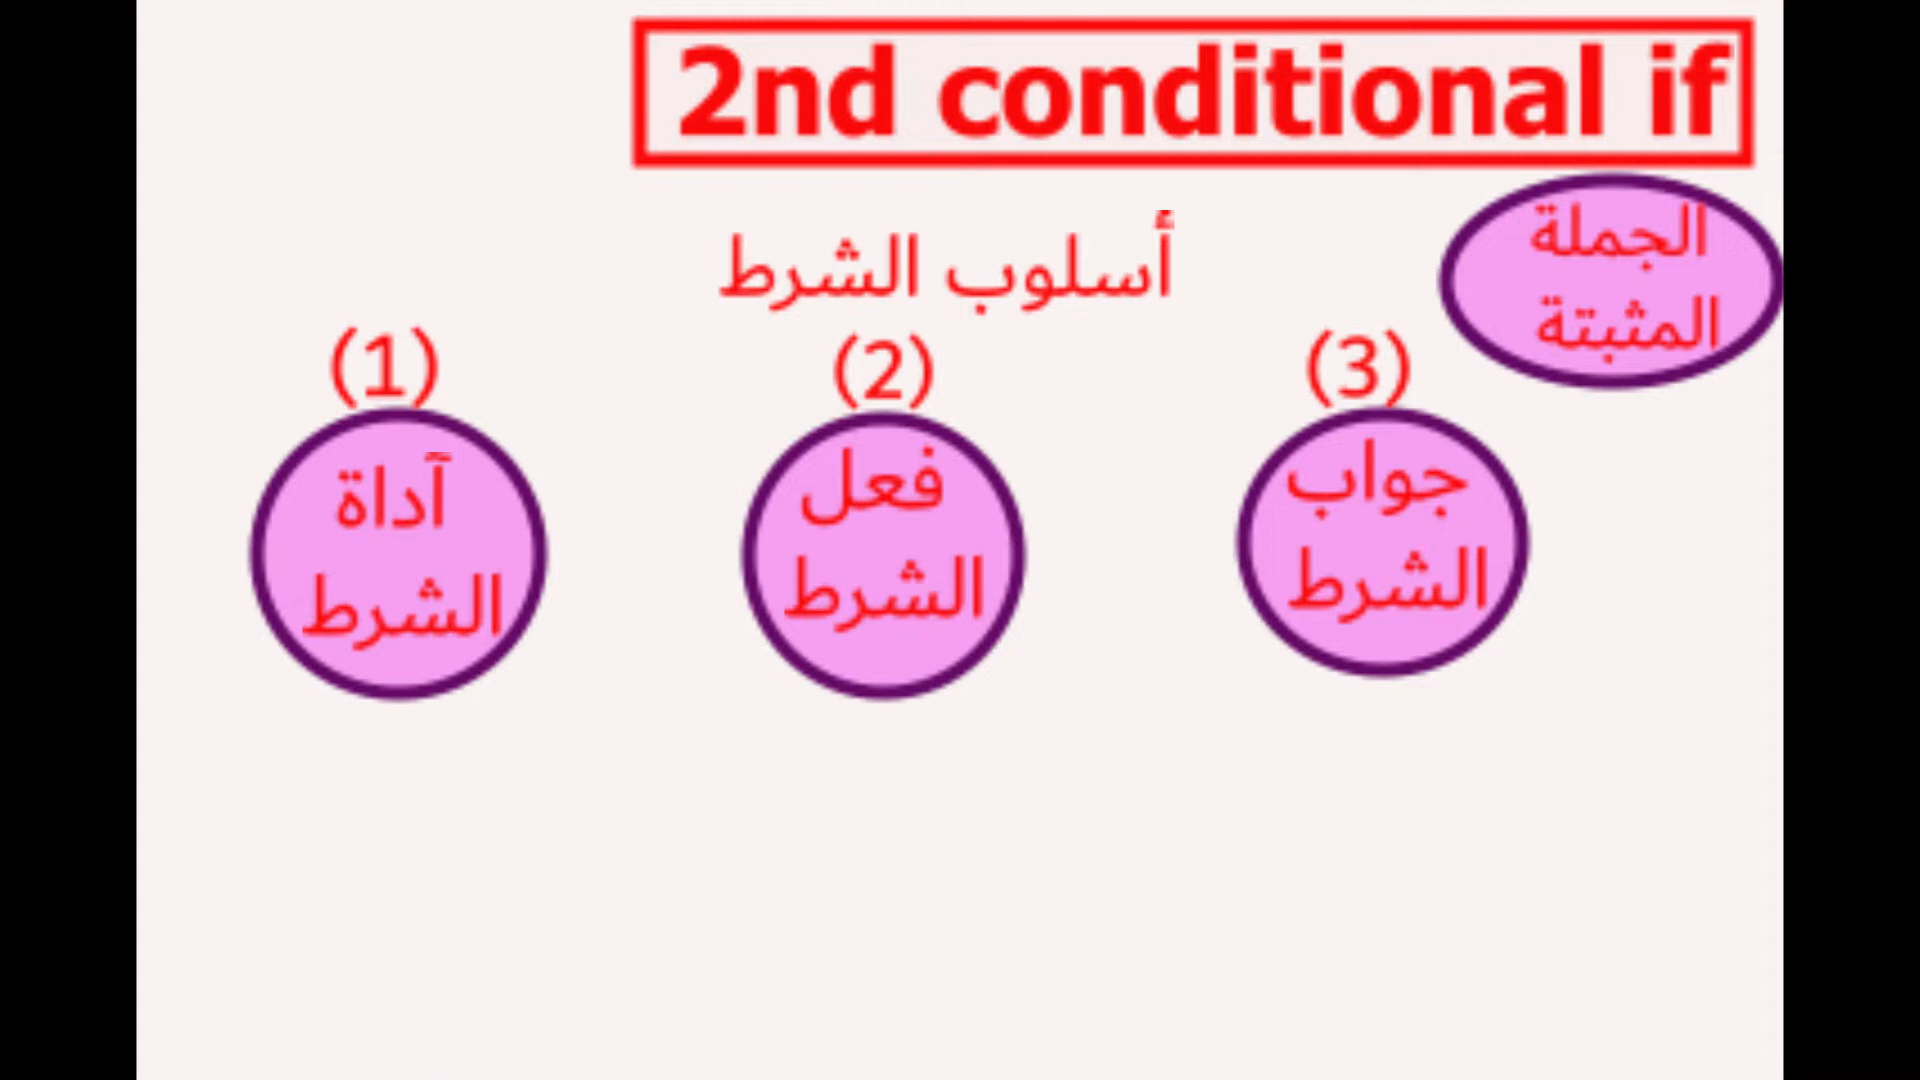 2nd conditional if
الجملة
المثبتة
أسلوب الشرط
(1)
(2)
(3)
آداة
الشرط
فعل
الشرط
جواب
الشرط